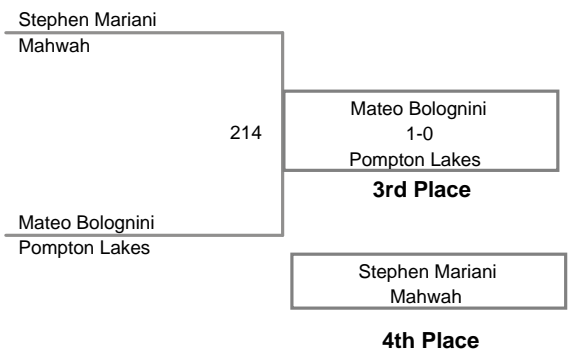 Stephen Mariani
Mahwah
214
Mateo Bolognini
1-0
Pompton Lakes
3rd Place
Mateo Bolognini
Pompton Lakes
Stephen Mariani
Mahwah
4th Place